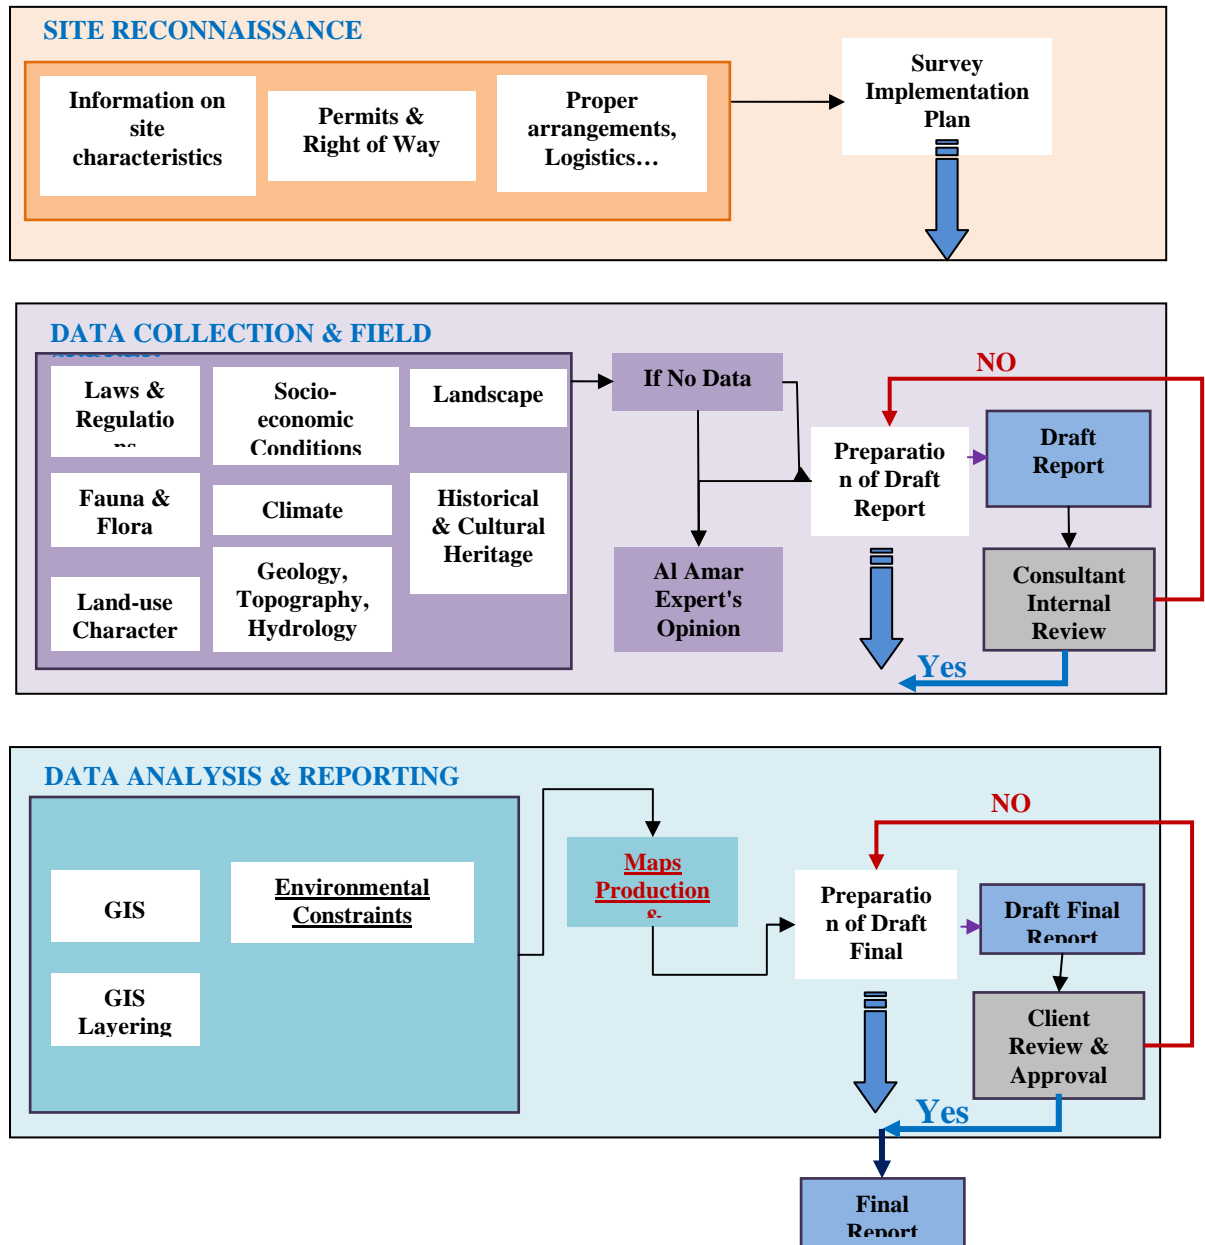 SITE RECONNAISSANCE
Information on
site
characteristics
Permits &
Right of Way
Proper
arrangements,
Logistics…
Survey
Implementation
Plan
DATA COLLECTION & FIELD
Laws &
Regulatio
ns
Socio-
economic
Conditions
Landscape
Fauna &
Flora
Climate
Historical
& Cultural
Heritage
Land-use
Character
Geology,
Topography,
Hydrology
If No Data
Al Amar
Expert's
Opinion
Preparatio
n of Draft
Report
NO
Draft
Report
Consultant
Internal
Review
Yes
DATA ANALYSIS & REPORTING
GIS
Environmental
Constraints
GIS
Layering
Maps
Production
&
Preparatio
n of Draft
Final
NO
Draft Final
Report
Client
Review &
Approval
Yes
Final
Report